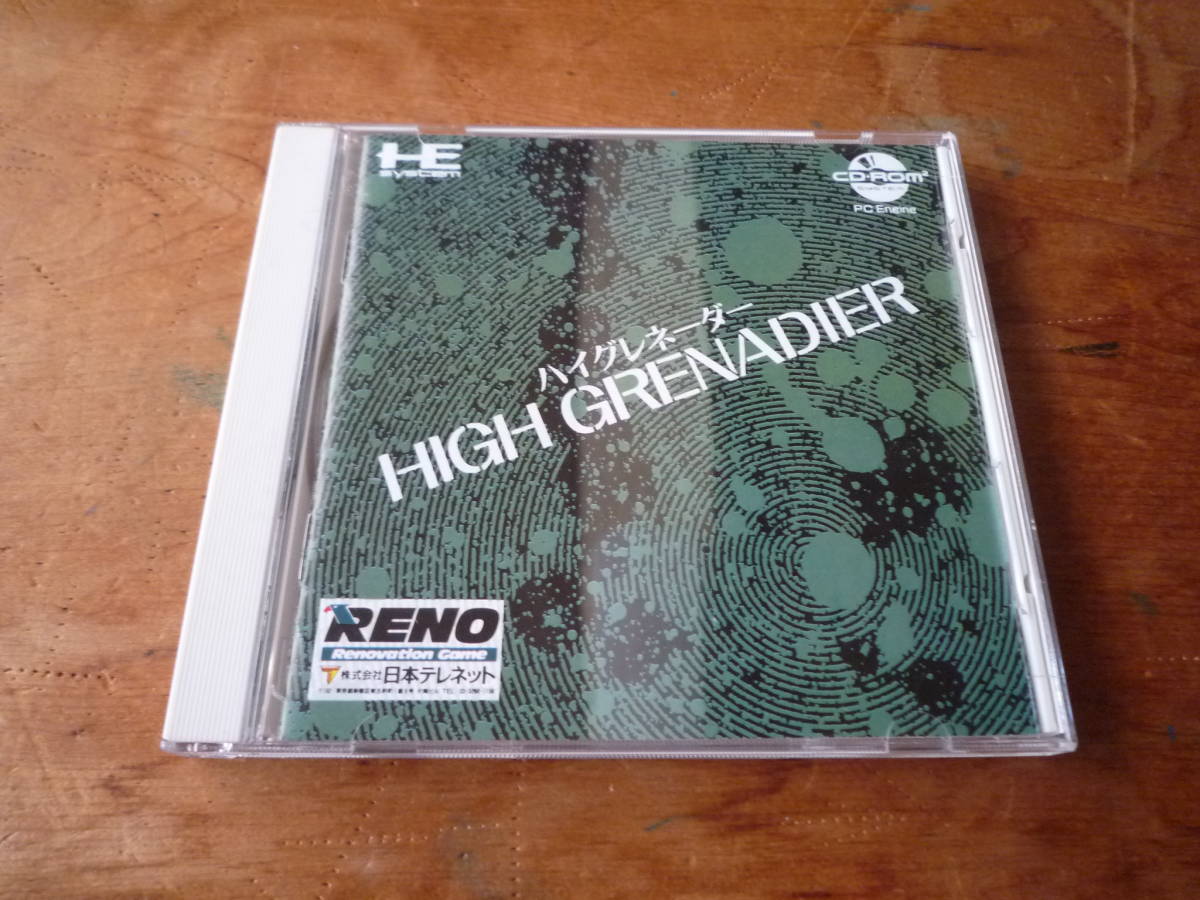 HE
system
CD-ROM²
SYSTEM
PC Engine
ハイグレネーダー
HIGH GRENADIER
RENO
Renovation Game
株式会社 日本テレネット